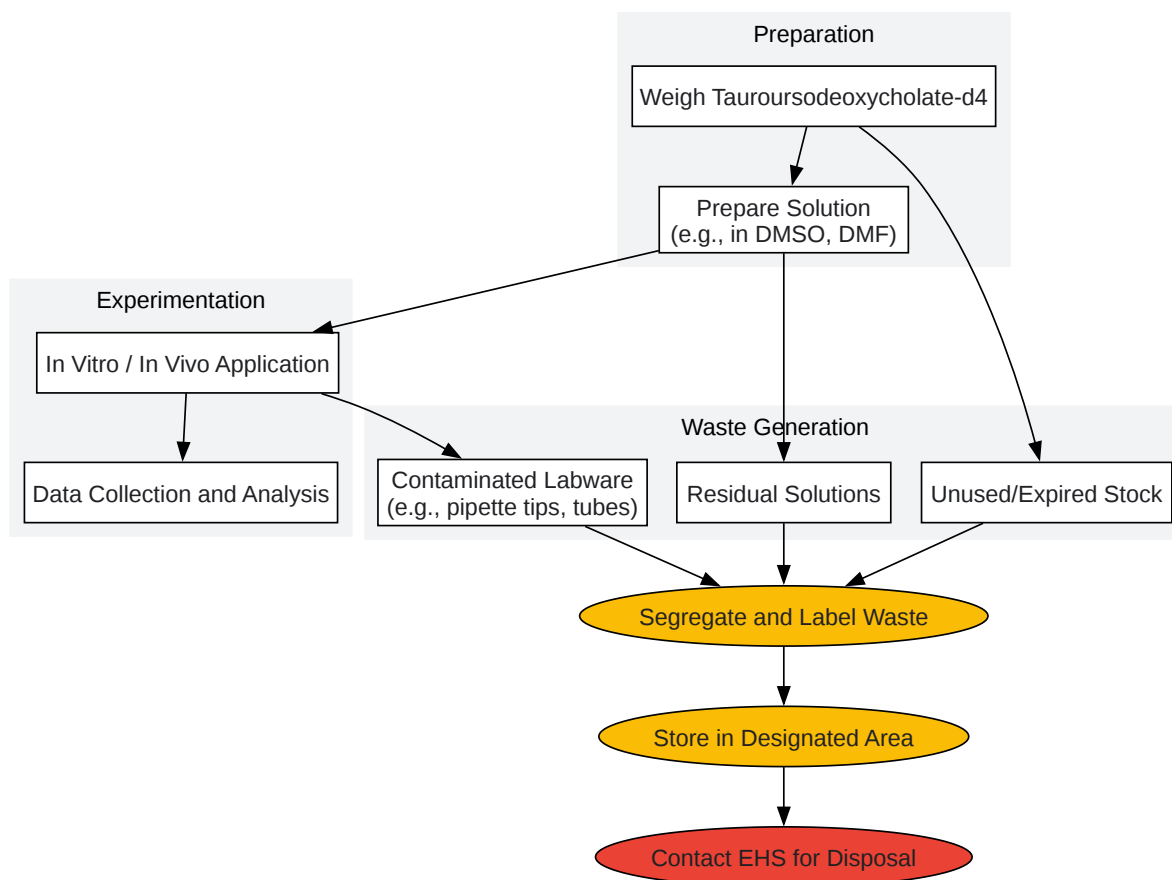 Preparation
Weigh Tauroursodeoxycholate-d4
Prepare Solution
(e.g., in DMSO, DMF)
Experimentation
In Vitro / In Vivo Application
Data Collection and Analysis
Waste Generation
Contaminated Labware
(e.g., pipette tips, tubes)
Residual Solutions
Unused/Expired Stock
Segregate and Label Waste
Store in Designated Area
Contact EHS for Disposal